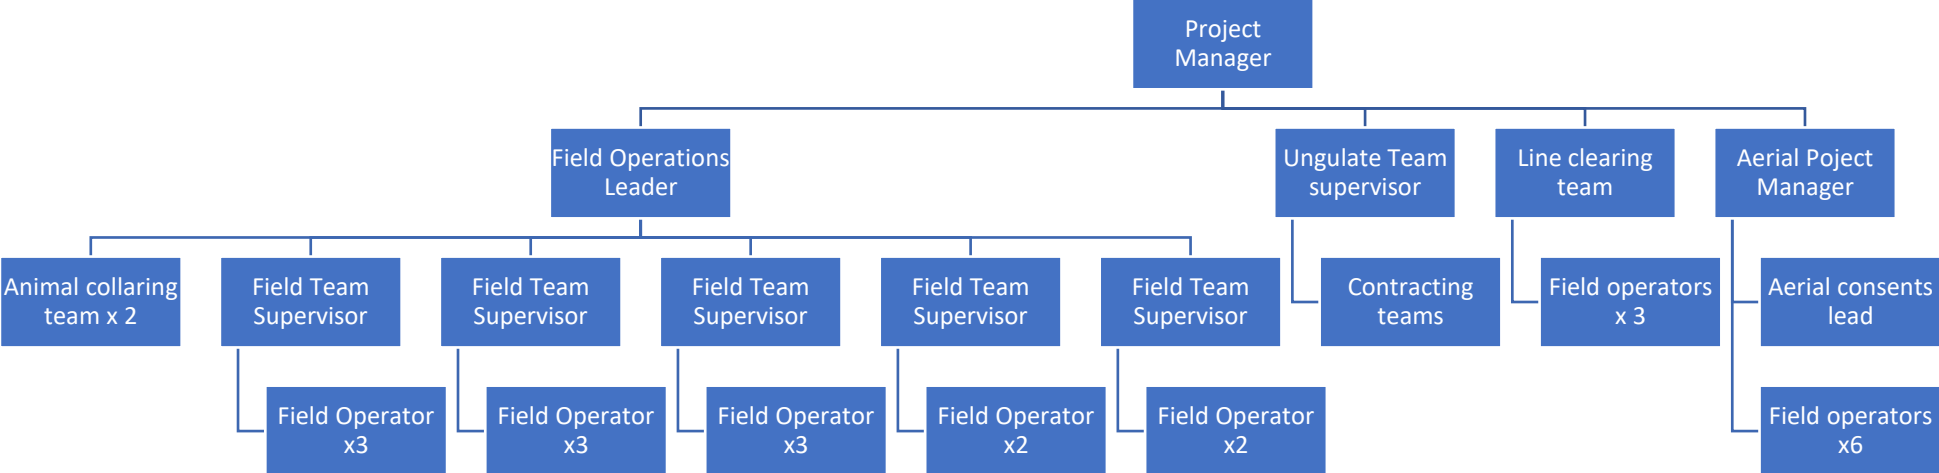 Project
Manager
Field Operations
Leader
Ungulate Team
supervisor
Line clearing
team
Aerial Poject
Manager
Animal collaring
team x 2
Field Team
Supervisor
Field Team
Supervisor
Field Team
Supervisor
Field Team
Supervisor
Field Team
Supervisor
Contracting
teams
Field operators
x 3
Aerial consents
lead
Field Operator
x3
Field Operator
x3
Field Operator
x3
Field Operator
x2
Field Operator
x2
Field operators
x6